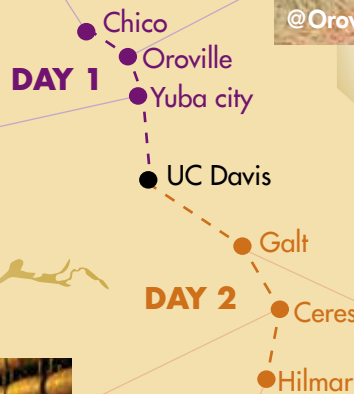 @Orov
Chico
Oroville
DAY 1
Yuba city
UC Davis
Galt
DAY 2
Ceres
Hilmar